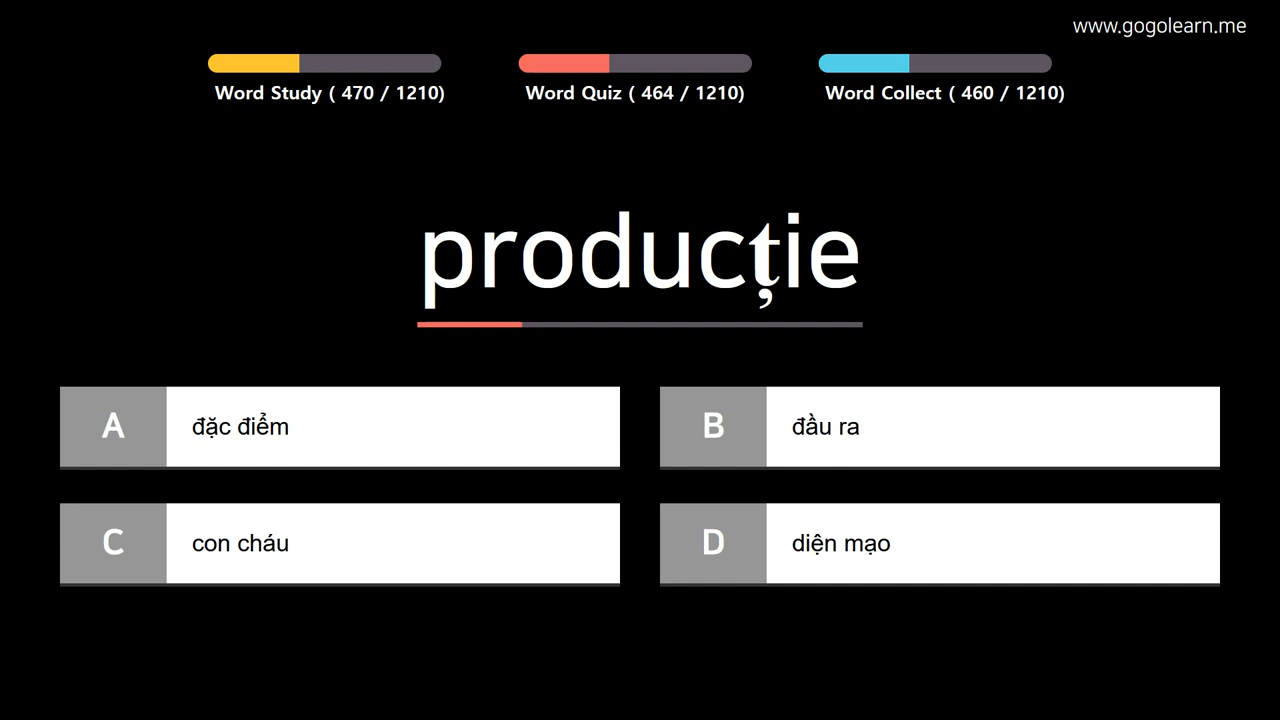 www.gogolearn.me
Word Study ( 470 / 1210)
Word Quiz ( 464 / 1210)
Word Collect ( 460 / 1210)
producție
A
đặc điểm
B
đầu ra
C
con cháu
D
diện mạo